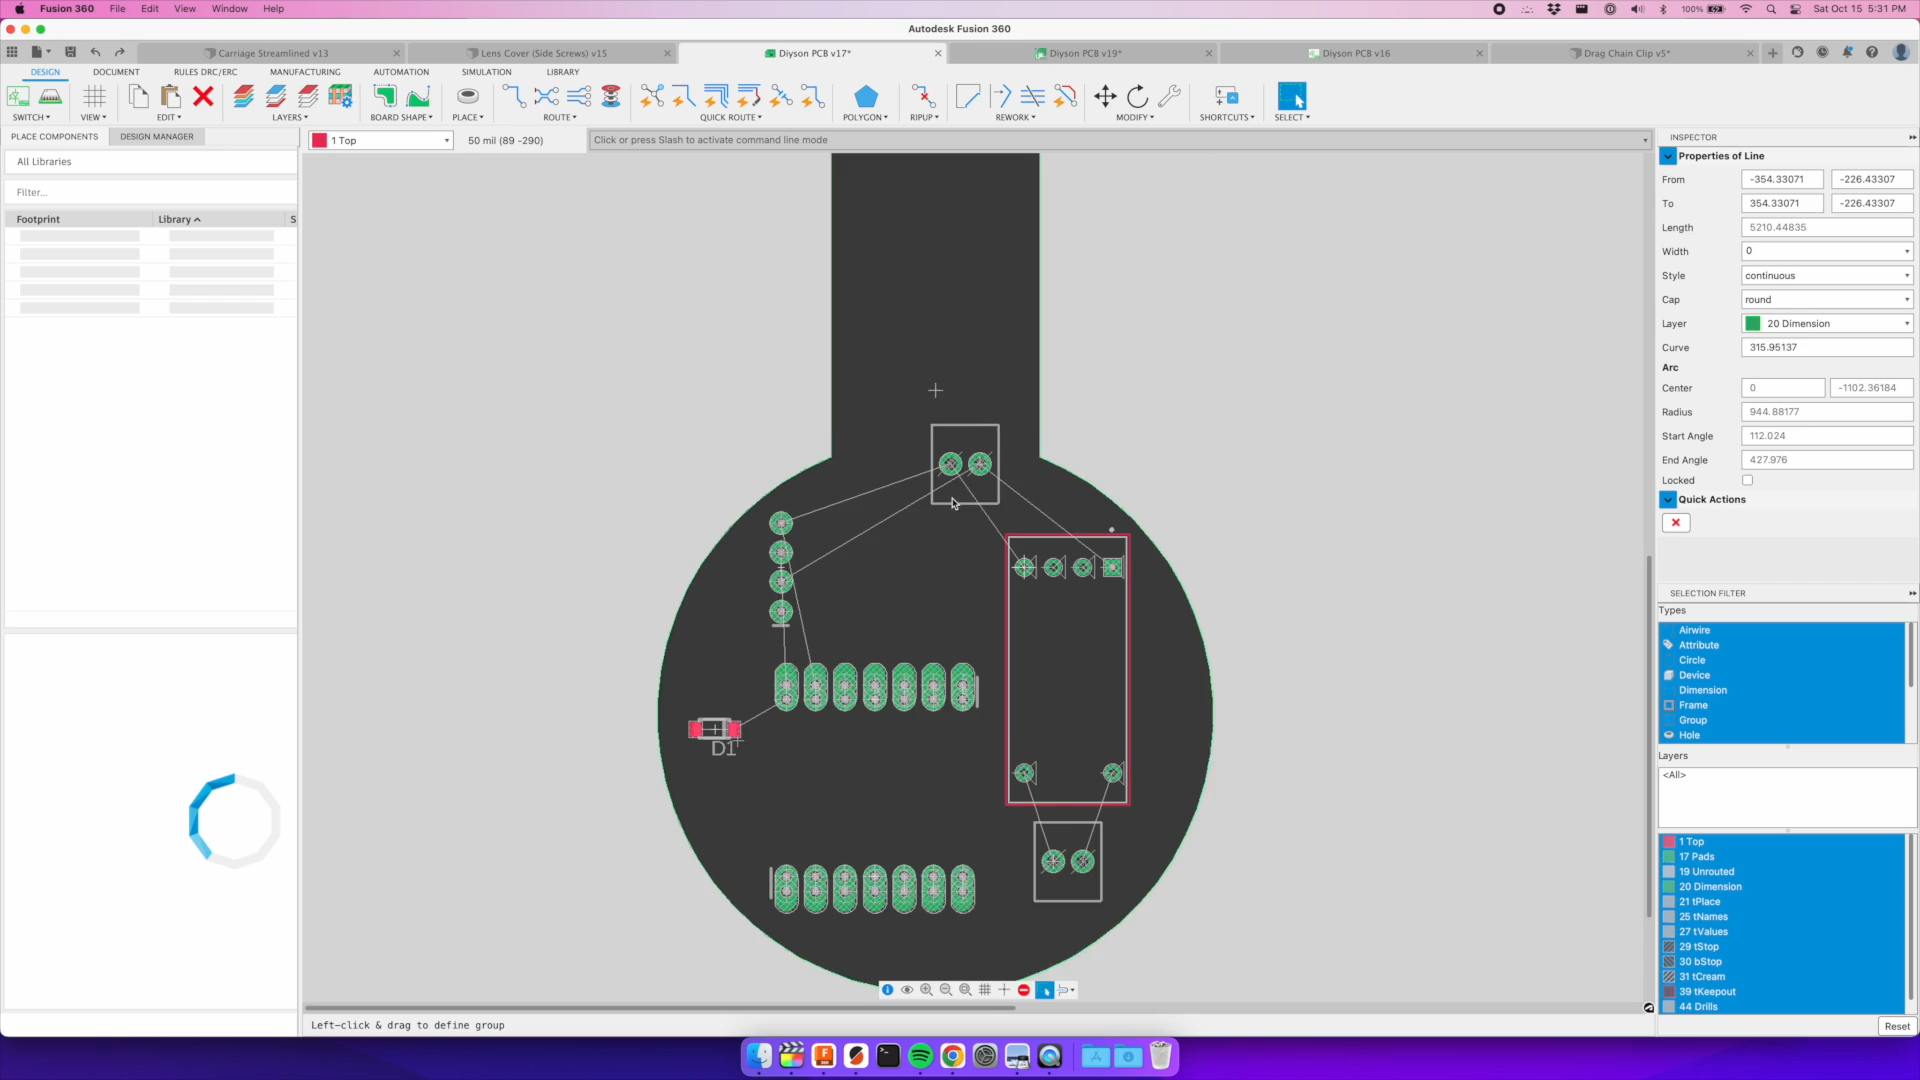 Fusion 360 File Edit View Window Help 100% Sat Oct 15 5:31 PM
Autodesk Fusion 360
Carriage Streamlined v13 Lens Cover (Side Screws) v15 Diyson PCB v17* Diyson PCB v19* Diyson PCB v16 Drag Chain Clip v5*
DESIGN DOCUMENT RULES DRC/ERC MANUFACTURING AUTOMATION SIMULATION LIBRARY
SWITCH VIEW EDIT LAYERS BOARD SHAPE PLACE ROUTE QUICK ROUTE POLYGON RIPUP REWORK MODIFY SHORTCUTS SELECT
PLACE COMPONENTS DESIGN MANAGER
1 Top 50 mil (89 -290) Click or press Slash to activate command line mode
All Libraries
Filter...
Footprint Library S
D1
Left-click & drag to define group
INSPECTOR
Properties of Line
From -354.33071 -226.43307
To 354.33071 -226.43307
Length 5210.44835
Width 0
Style continuous
Cap round
Layer 20 Dimension
Curve 315.95137
Arc
Center 0 -1102.36184
Radius 944.88177
Start Angle 112.024
End Angle 427.976
Locked
Quick Actions
SELECTION FILTER
Types
Airwire
Attribute
Circle
Device
Dimension
Frame
Group
Hole
Layers
<All>
1 Top
17 Pads
19 Unrouted
20 Dimension
21 tPlace
25 tNames
27 tValues
29 tStop
30 bStop
31 tCream
39 tKeepout
44 Drills
Reset